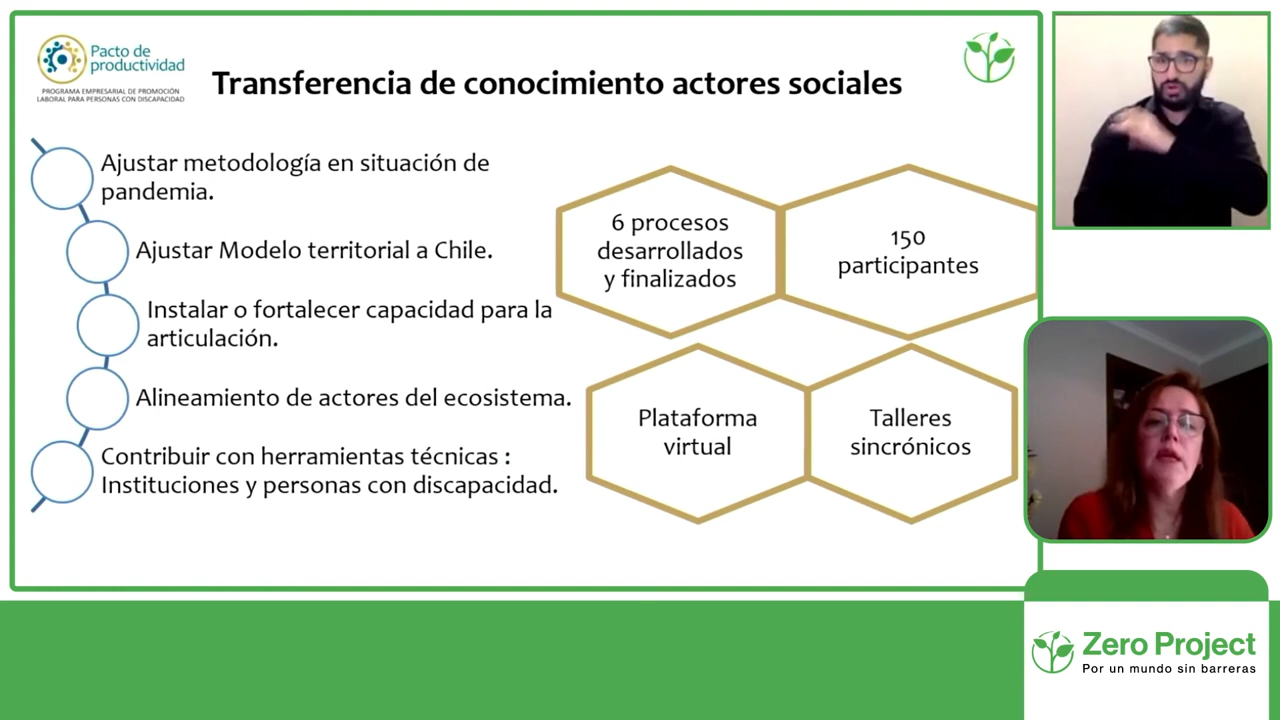 Pacto de
productividad
PROGRAMA EMPRESARIAL DE PROMOCIÓN
LABORAL PARA PERSONAS CON DISCAPACIDAD
Transferencia de conocimiento actores sociales
Ajustar metodología en situación de
pandemia.
Ajustar Modelo territorial a Chile.
Instalar o fortalecer capacidad para la
articulación.
Alineamiento de actores del ecosistema.
Contribuir con herramientas técnicas :
Instituciones y personas con discapacidad.
6 procesos
desarrollados
y finalizados
150
participantes
Plataforma
virtual
Talleres
sincrónicos
Zero Project
Por un mundo sin barreras